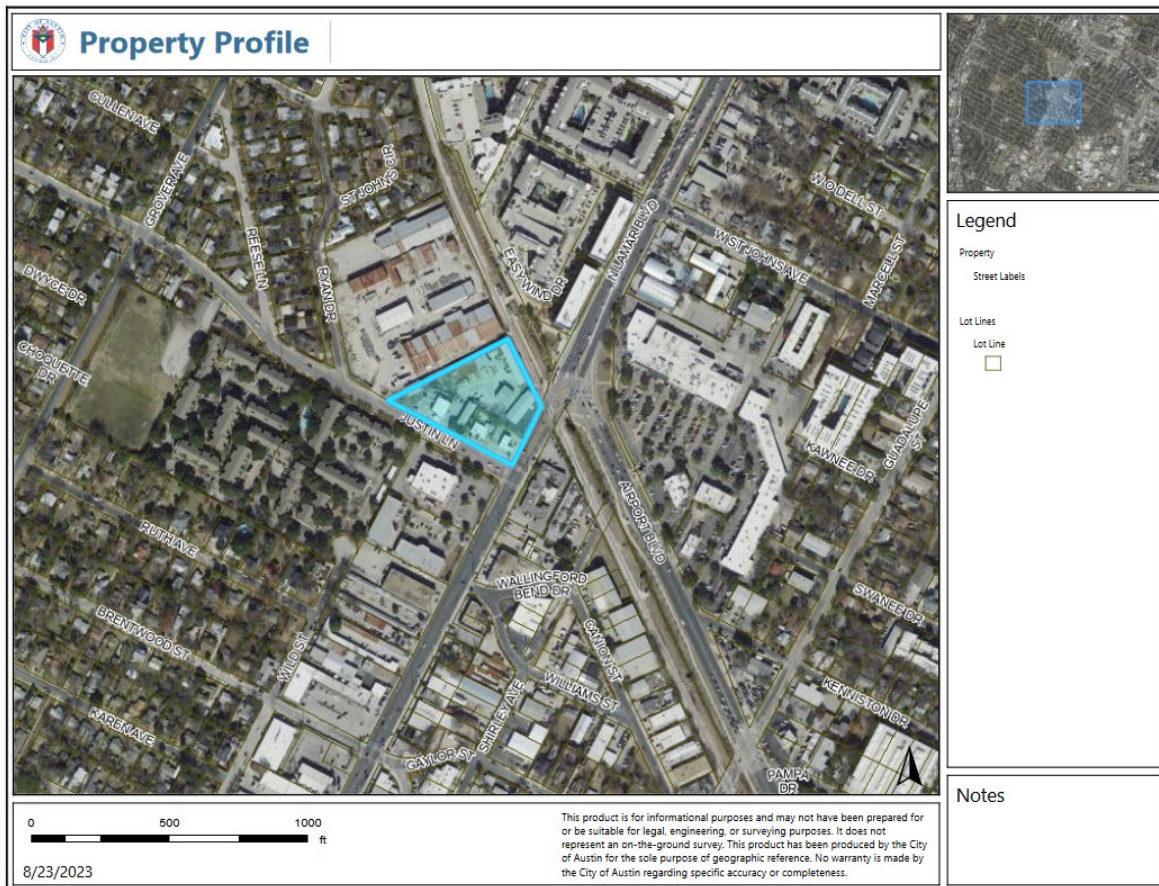 CITY OF AUSTIN
Property Profile
CULLEN AVE
GROVER AVE
ST JOHNS CIR
REESE LN
RYAN DR
EASY WIND DR
N LAMAR BLVD
W O DELL ST
W ST JOHNS AVE
MARCELL ST
DWYCE DR
CHOQUETTE DR
JUSTIN LN
KAWNEE DR
GUADALUPE ST
AIRPORT BLVD
RUTH AVE
WALLINGFORD BEND DR
SWANEE DR
BRENTWOOD ST
CANION ST
WILD ST
WILLIAMS ST
KENNISTON DR
KAREN AVE
SHIRLEY AVE
GAYLOR ST
PAMPA DR
Legend
Property
Street Labels
Lot Lines
Lot Line
Notes
0 500 1000
ft
8/23/2023
This product is for informational purposes and may not have been prepared for
or be suitable for legal, engineering, or surveying purposes. It does not
represent an on-the-ground survey. This product has been produced by the City
of Austin for the sole purpose of geographic reference. No warranty is made by
the City of Austin regarding specific accuracy or completeness.